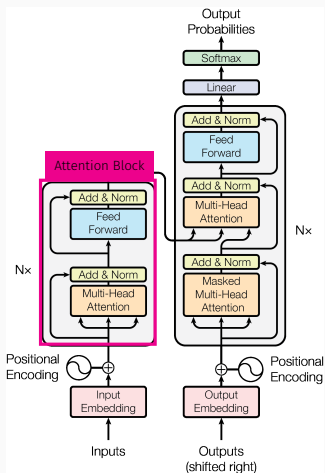 Output
Probabilities
Softmax
Linear
Add & Norm
Feed
Forward
Add & Norm
Multi-Head
Attention
Nx
Add & Norm
Masked
Multi-Head
Attention
Positional
Encoding
Output
Embedding
Outputs
(shifted right)
Attention Block
Add & Norm
Feed
Forward
Nx
Add & Norm
Multi-Head
Attention
Positional
Encoding
Input
Embedding
Inputs